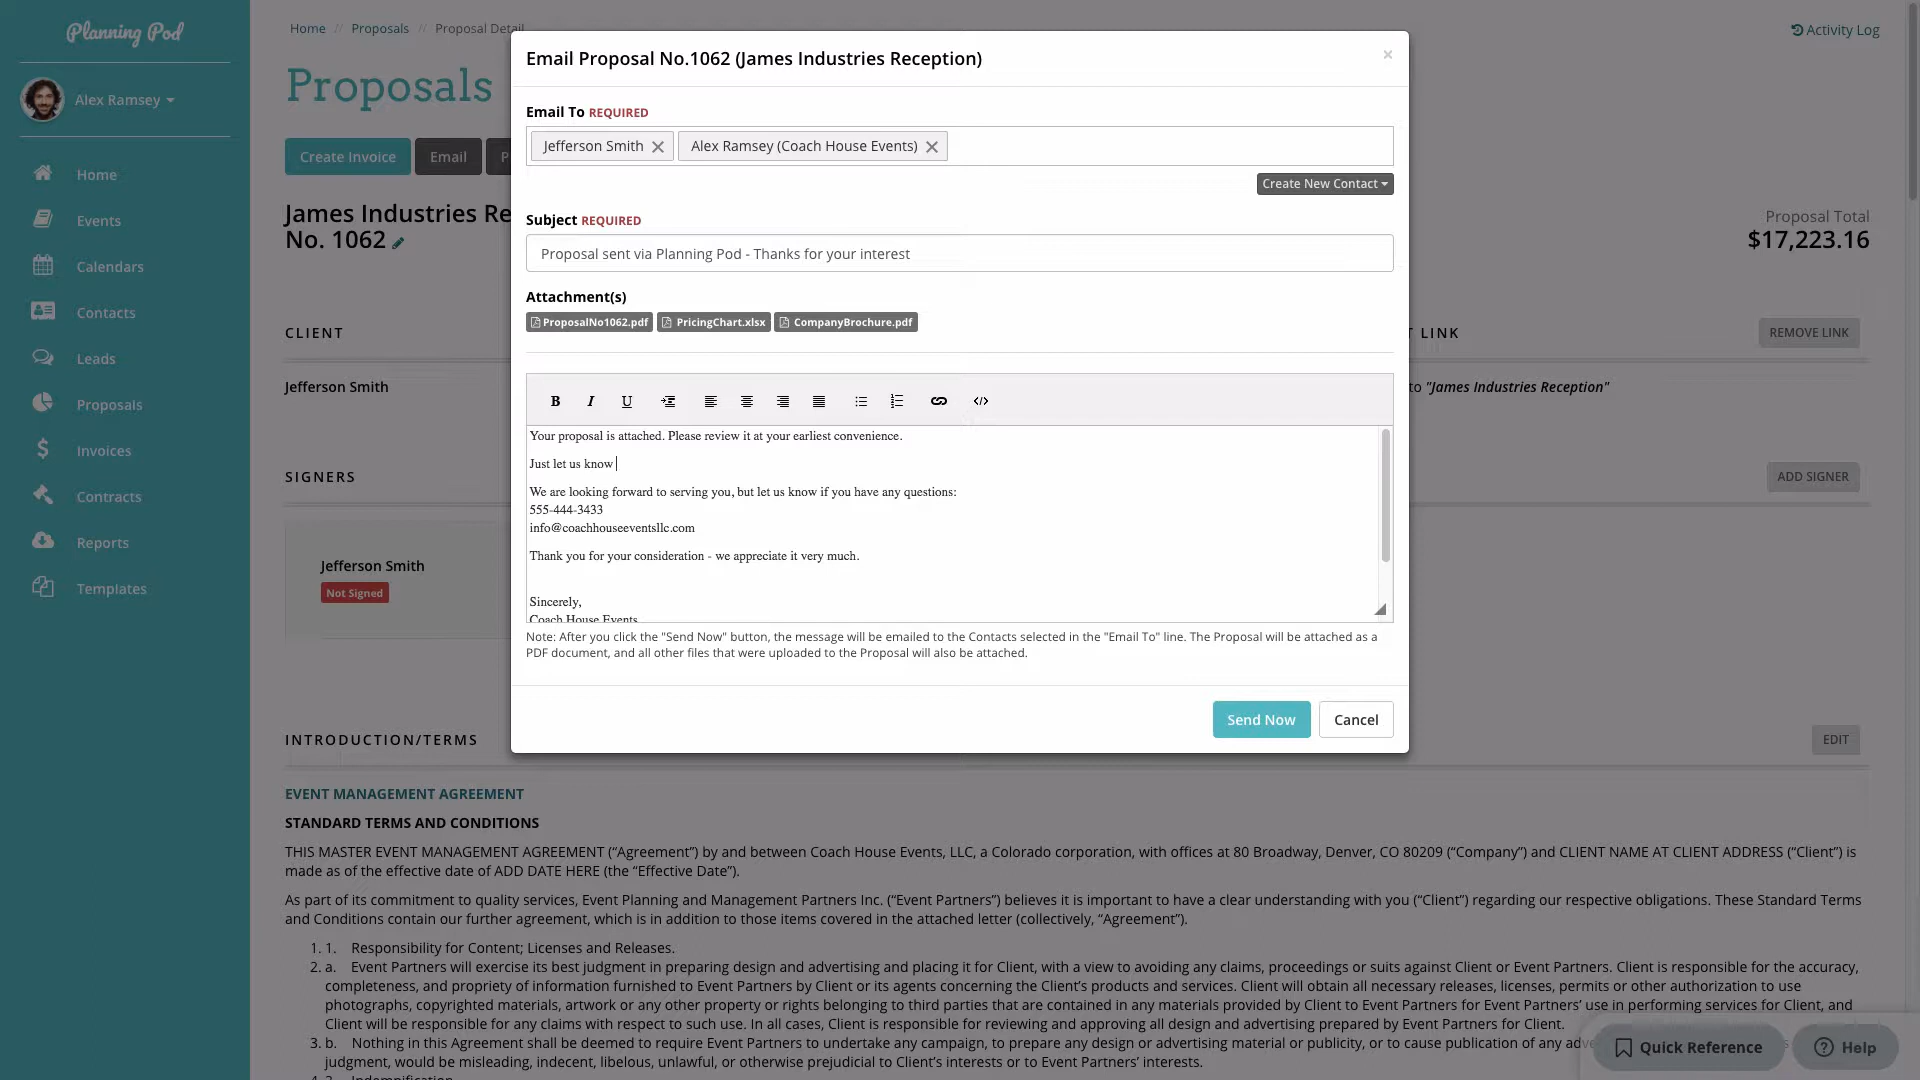 Planning Pod
Alex Ramsey
Home
Events
Calendars
Contacts
Leads
Proposals
Invoices
Contracts
Reports
Templates
Home // Proposals // Proposal Detail
Activity Log
Proposals
Create Invoice
Email
P
James Industries Re
No. 1062
Proposal Total
$17,223.16
CLIENT
T LINK
REMOVE LINK
Jefferson Smith
to "James Industries Reception"
SIGNERS
ADD SIGNER
Jefferson Smith
Not Signed
Email Proposal No.1062 (James Industries Reception)
×
Email To REQUIRED
Jefferson Smith
Alex Ramsey (Coach House Events)
Create New Contact
Subject REQUIRED
Proposal sent via Planning Pod - Thanks for your interest
Attachment(s)
ProposalNo1062.pdf
PricingChart.xlsx
CompanyBrochure.pdf
B I U
Your proposal is attached. Please review it at your earliest convenience.
Just let us know
We are looking forward to serving you, but let us know if you have any questions:
555-444-3433
info@coachhouseeventsllc.com
Thank you for your consideration - we appreciate it very much.
Sincerely,
Coach House Events
Note: After you click the "Send Now" button, the message will be emailed to the Contacts selected in the "Email To" line. The Proposal will be attached as a
PDF document, and all other files that were uploaded to the Proposal will also be attached.
Send Now
Cancel
INTRODUCTION/TERMS
EDIT
EVENT MANAGEMENT AGREEMENT
STANDARD TERMS AND CONDITIONS
THIS MASTER EVENT MANAGEMENT AGREEMENT (“Agreement”) by and between Coach House Events, LLC, a Colorado corporation, with offices at 80 Broadway, Denver, CO 80209 (“Company”) and CLIENT NAME AT CLIENT ADDRESS (“Client”) is
made as of the effective date of ADD DATE HERE (the “Effective Date”).
As part of its commitment to quality services, Event Planning and Management Partners Inc. (“Event Partners”) believes it is important to have a clear understanding with you (“Client”) regarding our respective obligations. These Standard Terms
and Conditions contain our further agreement, which is in addition to those items covered in the attached letter (collectively, “Agreement”).
1. 1. Responsibility for Content; Licenses and Releases.
2. a. Event Partners will exercise its best judgment in preparing design and advertising and placing it for Client, with a view to avoiding any claims, proceedings or suits against Client or Event Partners. Client is responsible for the accuracy,
completeness, and propriety of information furnished to Event Partners by Client or its agents concerning the Client’s products and services. Client will obtain all necessary releases, licenses, permits or other authorization to use
photographs, copyrighted materials, artwork or any other property or rights belonging to third parties that are contained in any materials provided by Client to Event Partners for Event Partners’ use in performing services for Client, and
Client will be responsible for any claims with respect to such use. In all cases, Client is responsible for reviewing and approving all design and advertising prepared by Event Partners for Client.
3. b. Nothing in this Agreement shall be deemed to require Event Partners to undertake any campaign, to prepare any design or advertising material or publicity, or to cause publication of any adve
judgment, would be misleading, indecent, libelous, unlawful, or otherwise prejudicial to Client’s interests or to Event Partners’ interests.
4. 2. Indemnification
Quick Reference
Help